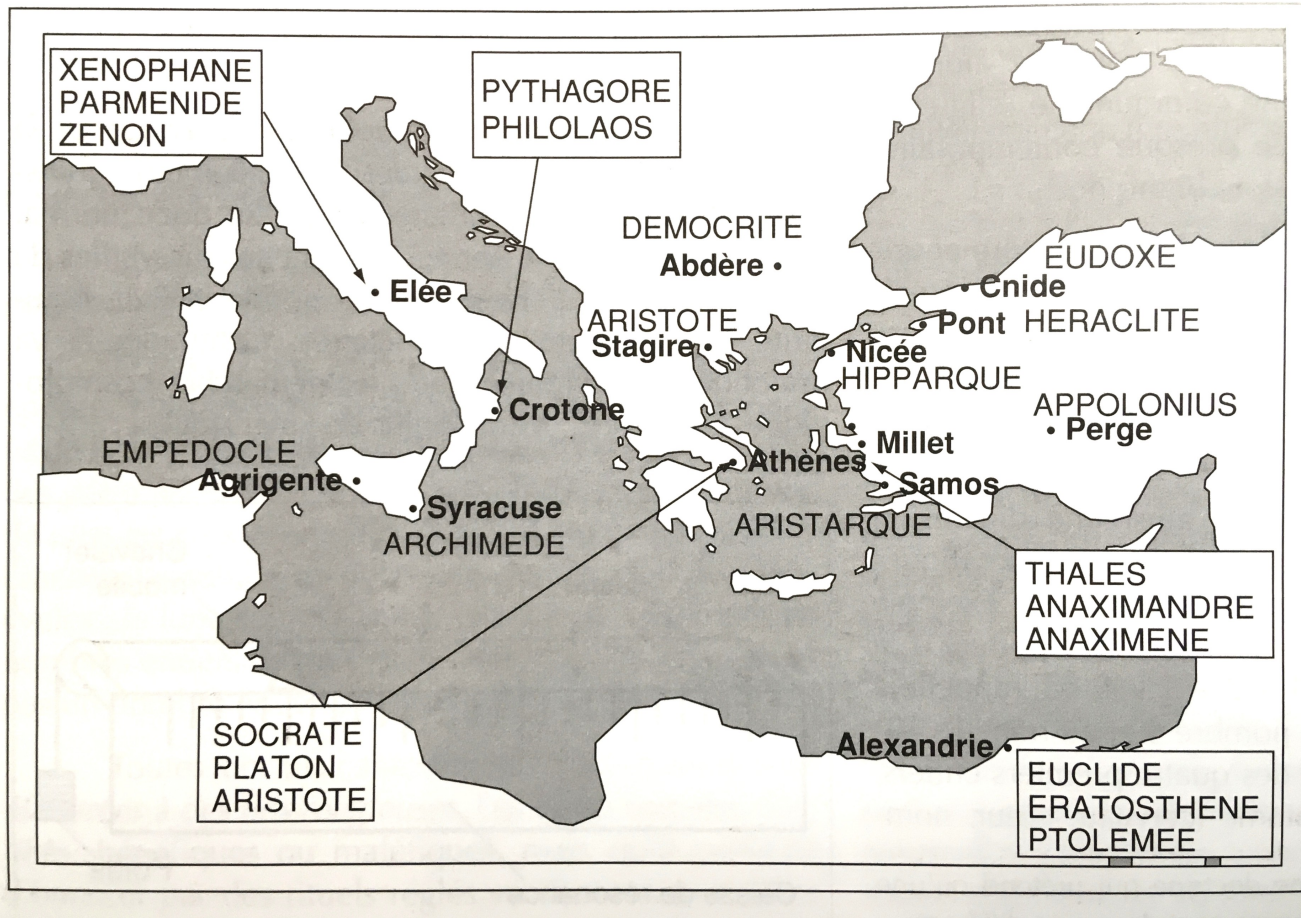 XENOPHANE
PARMENIDE
ZENON
PYTHAGORE
PHILOLAOS
DEMOCRITE
Abdère
EUDOXE
Cnide
Elée
ARISTOTE
Stagire
Pont HERACLITE
Nicée
HIPPARQUE
Crotone
APPOLONIUS
Perge
Millet
EMPEDOCLE
Agrigente
Athènes
Samos
Syracuse
ARCHIMEDE
ARISTARQUE
THALES
ANAXIMANDRE
ANAXIMENE
SOCRATE
PLATON
ARISTOTE
Alexandrie
EUCLIDE
ERATOSTHENE
PTOLEMEE